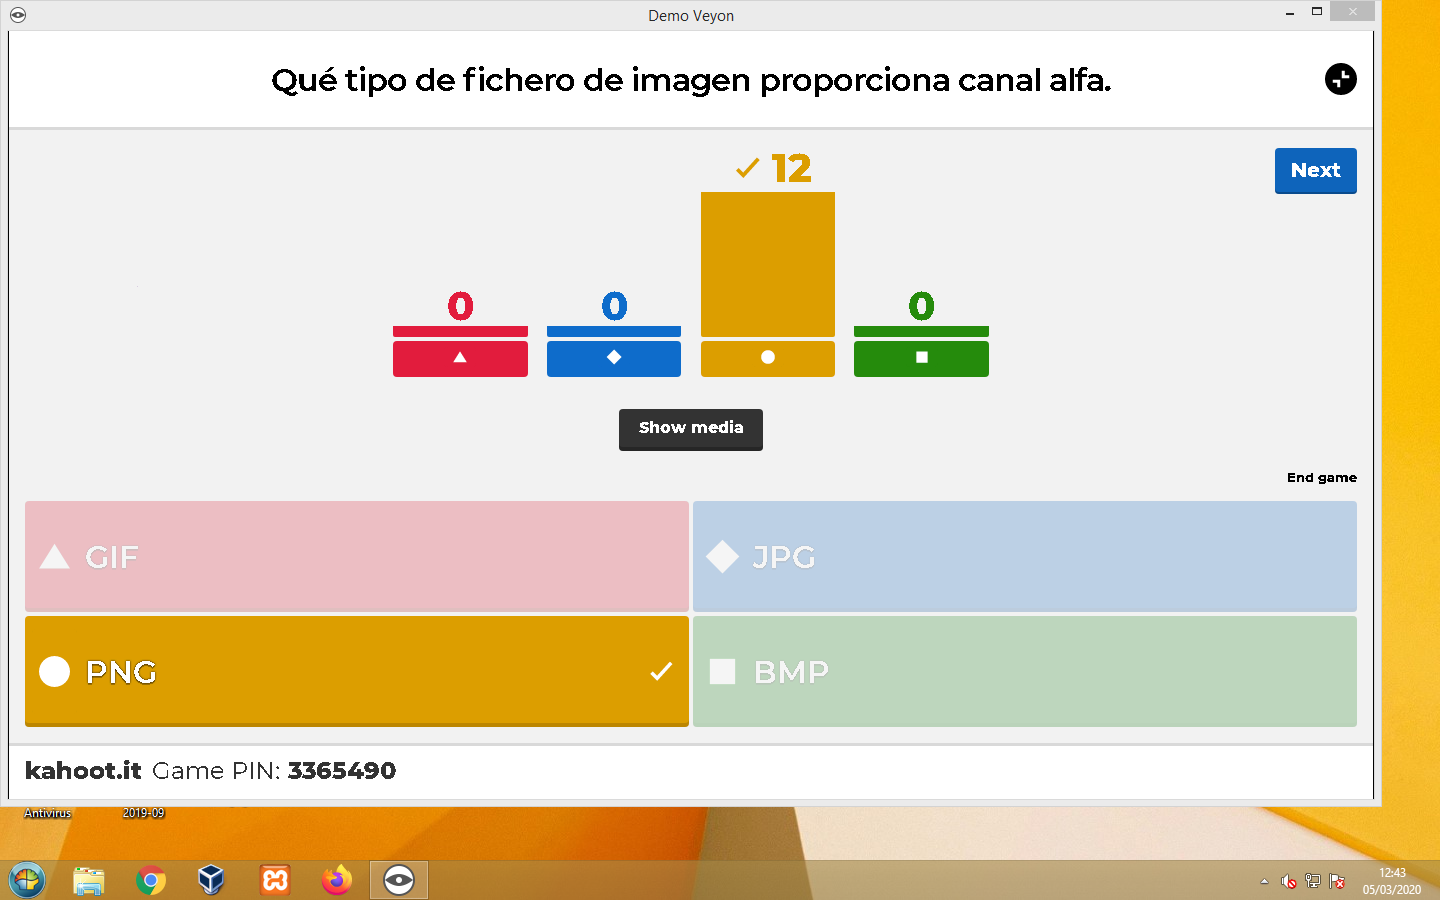 Demo Veyon
Qué tipo de fichero de imagen proporciona canal alfa.
12
Next
0
0
0
Show media
End game
GIF
JPG
PNG
BMP
kahoot.it Game PIN: 3365490
Antivirus
2019-09
12:43
05/03/2020